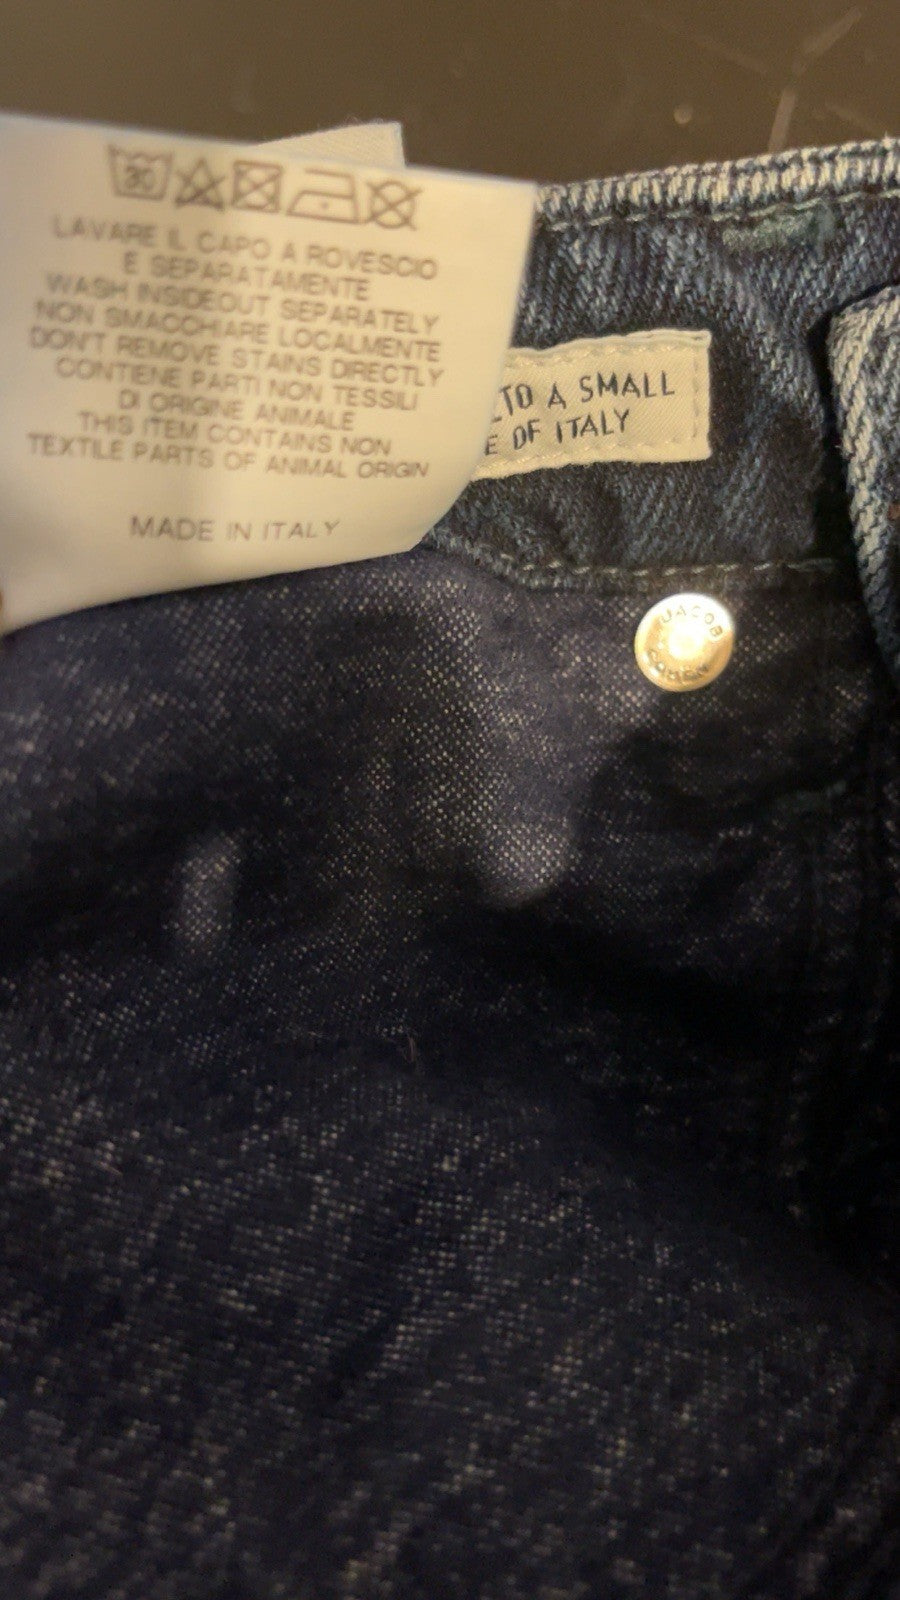 30
LAVARE IL CAPO A ROVESCIO
E SEPARATAMENTE
WASH INSIDEOUT SEPARATELY
NON SMACCHIARE LOCALMENTE
DON'T REMOVE STAINS DIRECTLY
CONTIENE PARTI NON TESSILI
DI ORIGINE ANIMALE
THIS ITEM CONTAINS NON
TEXTILE PARTS OF ANIMAL ORIGIN
MADE IN ITALY
TO A SMALL
E OF ITALY
JACOB
COHËN